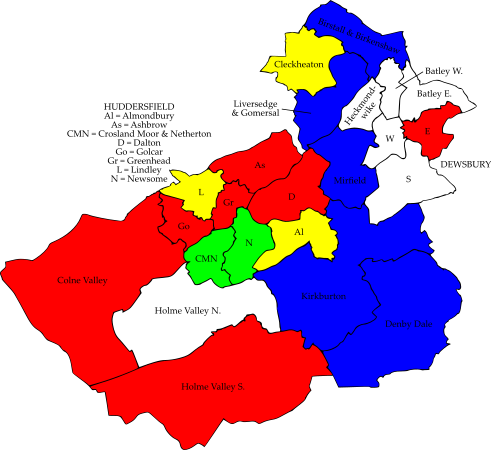 Birstall & Birkenshaw
Cleckheaton
Batley W.
Batley E.
Heckmond-
wike
Liversedge
& Gomersal
HUDDERSFIELD
Al = Almondbury
As = Ashbrow
CMN = Crosland Moor & Netherton
D = Dalton
Go = Golcar
Gr = Greenhead
L = Lindley
N = Newsome
E
W
DEWSBURY
S
Mirfield
As
L
Gr
D
Go
Al
N
CMN
Colne Valley
Holme Valley N.
Kirkburton
Denby Dale
Holme Valley S.